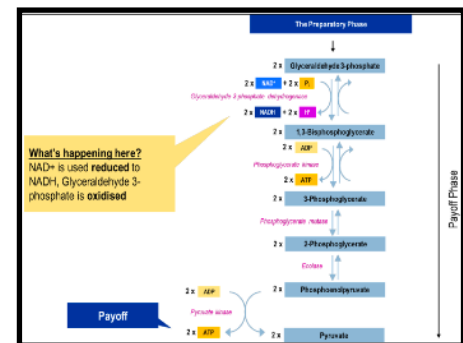 The Preparatory Phase
2 x Glyceraldehyde 3-phosphate
2 x NAD⁺ + 2 x Pᵢ
Glyceraldehyde 3 phosphate dehydrogenase
2 x NADH + 2 x H⁺
2 x 1,3-Bisphosphoglycerate
2 x ADP
Phosphoglycerate kinase
2 x ATP
2 x 3-Phosphoglycerate
Phosphoglycerate mutase
2 x 2-Phosphoglycerate
Enolase
2 x ADP
2 x Phosphoenolpyruvate
Pyruvate kinase
2 x ATP
2 x Pyruvate
What's happening here?
NAD+ is used reduced to
NADH, Glyceraldehyde 3-
phosphate is oxidised
Payoff
Payoff Phase